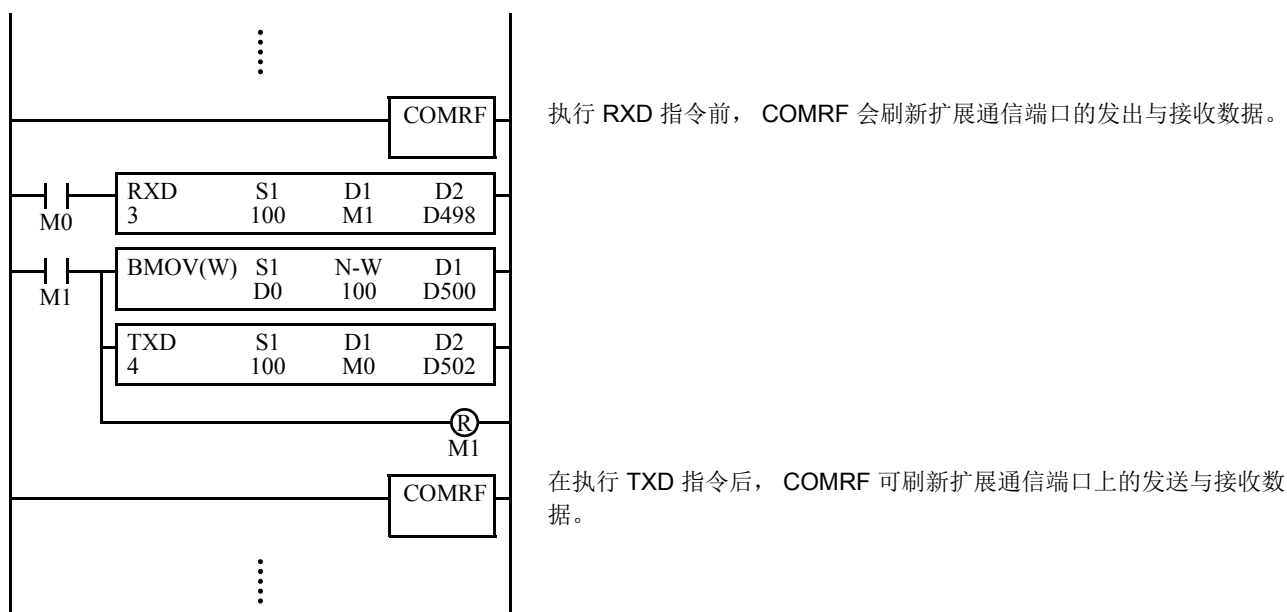 COMRF
执行 RXD 指令前， COMRF 会刷新扩展通信端口的发出与接收数据。
RXD S1 D1 D2
3 100 M1 D498
M0
BMOV(W) S1 N-W D1
D0 100 D500
M1
TXD S1 D1 D2
4 100 M0 D502
R
M1
COMRF
在执行 TXD 指令后， COMRF 可刷新扩展通信端口上的发送与接收数
据。